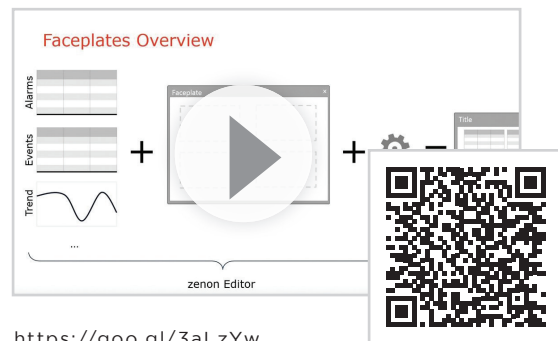 Faceplates Overview
Alarms
Events
Trend
...
+
Faceplate
×
+
=
Title
zenon Editor